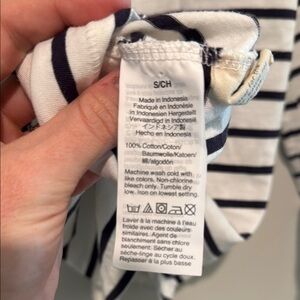 S/CH
Made in Indonesia
Fabriqué en Indonésie
In Indonesien Hergestellt
Vervaardigd in Indonesië
インドネシア製
Hecho en Indonesia
100% Cotton/Coton/
Baumwolle/Katoen/
綿/algodón
Machine wash cold with
like colors. Non-chlorine
bleach only. Tumble dry
low. Iron on lowest setting.
Laver à la machine à l'eau
froide avec des couleurs
similaires. Agent de
blanchiment sans chlore
seulement. Séchage au
sèche-linge au cycle doux.
Repasser à la plus basse